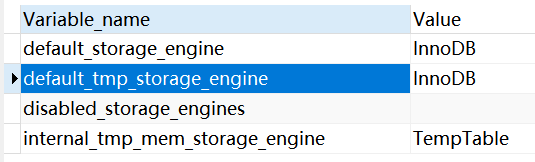 Variable_name Value
default_storage_engine InnoDB
default_tmp_storage_engine InnoDB
disabled_storage_engines
internal_tmp_mem_storage_engine TempTable